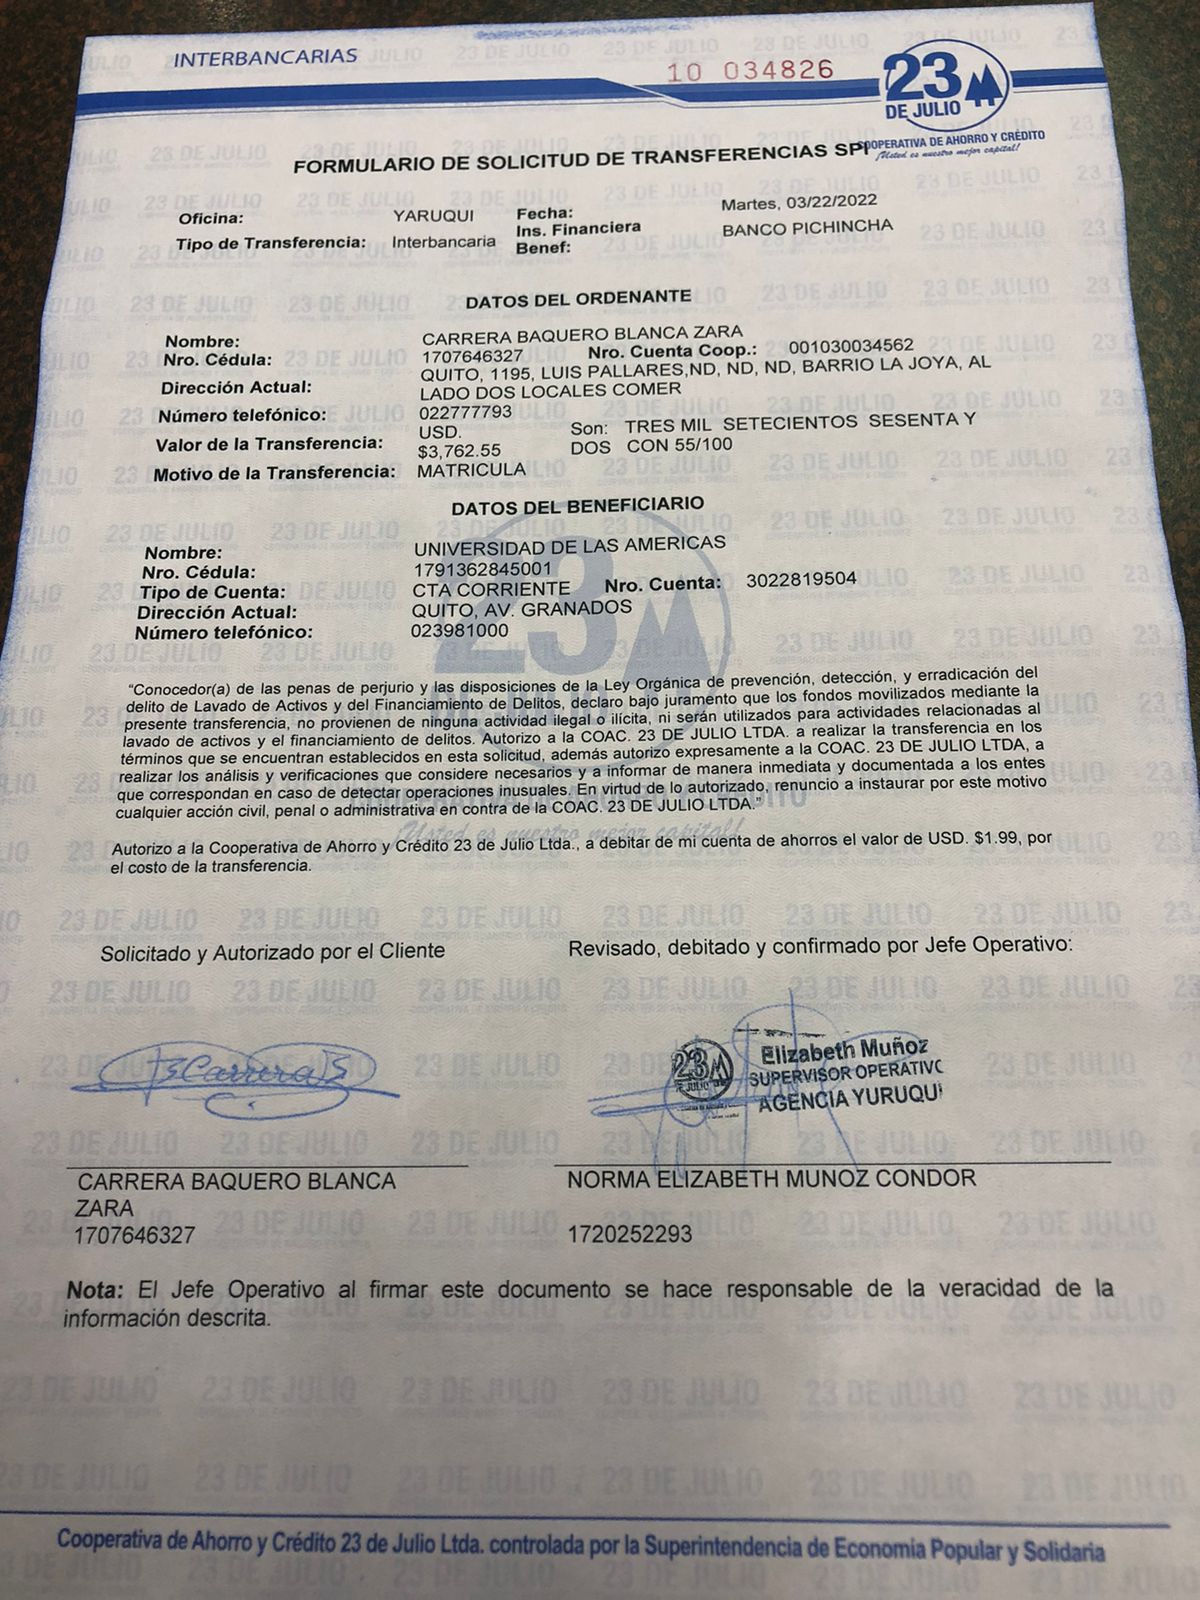 INTERBANCARIAS
10 034826
23
DE JULIO
COOPERATIVA DE AHORRO Y CRÉDITO
¡Usted es nuestro mejor capital!
FORMULARIO DE SOLICITUD DE TRANSFERENCIAS SPI
Oficina: YARUQUI Fecha: Martes, 03/22/2022
Tipo de Transferencia: Interbancaria Ins. Financiera Benef: BANCO PICHINCHA
DATOS DEL ORDENANTE
Nombre: CARRERA BAQUERO BLANCA ZARA
Nro. Cédula: 1707646327 Nro. Cuenta Coop.: 001030034562
Dirección Actual: QUITO, 1195, LUIS PALLARES,ND, ND, ND, BARRIO LA JOYA, AL
LADO DOS LOCALES COMER
Número telefónico: 022777793
Valor de la Transferencia: USD. Son: TRES MIL SETECIENTOS SESENTA Y
$3,762.55 DOS CON 55/100
Motivo de la Transferencia: MATRICULA
DATOS DEL BENEFICIARIO
Nombre: UNIVERSIDAD DE LAS AMERICAS
Nro. Cédula: 1791362845001
Tipo de Cuenta: CTA CORRIENTE Nro. Cuenta: 3022819504
Dirección Actual: QUITO, AV. GRANADOS
Número telefónico: 023981000
“Conocedor(a) de las penas de perjurio y las disposiciones de la Ley Orgánica de prevención, detección, y erradicación del
delito de Lavado de Activos y del Financiamiento de Delitos, declaro bajo juramento que los fondos movilizados mediante la
presente transferencia, no provienen de ninguna actividad ilegal o ilícita, ni serán utilizados para actividades relacionadas al
lavado de activos y el financiamiento de delitos. Autorizo a la COAC. 23 DE JULIO LTDA. a realizar la transferencia en los
términos que se encuentran establecidos en esta solicitud, además autorizo expresamente a la COAC. 23 DE JULIO LTDA, a
realizar los análisis y verificaciones que considere necesarios y a informar de manera inmediata y documentada a los entes
que correspondan en caso de detectar operaciones inusuales. En virtud de lo autorizado, renuncio a instaurar por este motivo
cualquier acción civil, penal o administrativa en contra de la COAC. 23 DE JULIO LTDA.”
Autorizo a la Cooperativa de Ahorro y Crédito 23 de Julio Ltda., a debitar de mi cuenta de ahorros el valor de USD. $1.99, por
el costo de la transferencia.
Solicitado y Autorizado por el Cliente
Revisado, debitado y confirmado por Jefe Operativo:
BCarreraB
23
DE JULIO
Elizabeth Muñoz
SUPERVISOR OPERATIVO
AGENCIA YURUQUI
CARRERA BAQUERO BLANCA
ZARA
1707646327
NORMA ELIZABETH MUNOZ CONDOR
1720252293
Nota: El Jefe Operativo al firmar este documento se hace responsable de la veracidad de la
información descrita.
Cooperativa de Ahorro y Crédito 23 de Julio Ltda. controlada por la Superintendencia de Economía Popular y Solidaria